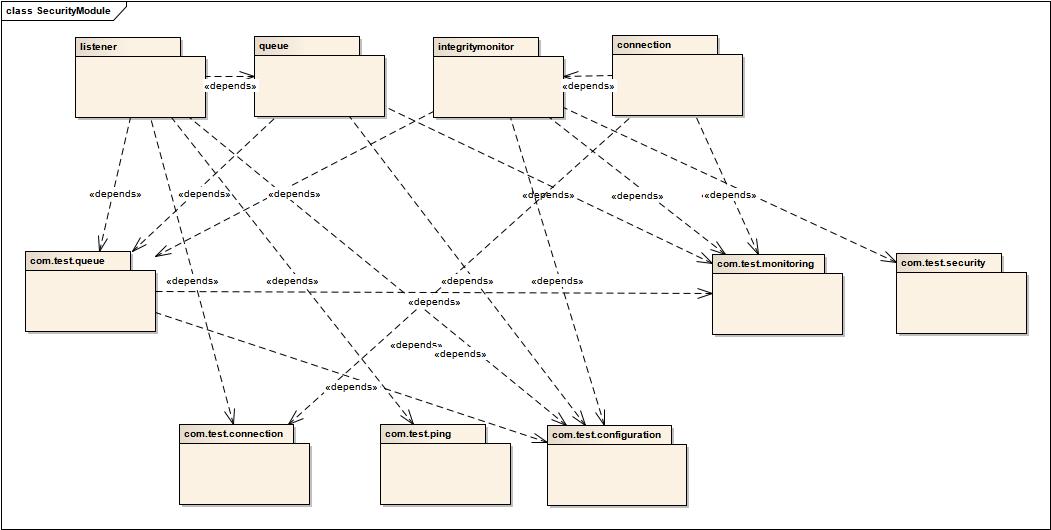 class SecurityModule
listener
queue
integritymonitor
connection
«depends»
«depends»
«depends»
«depends»
«depends»
«depends»
«depends»
«depends»
com.test.queue
com.test.monitoring
com.test.security
«depends»
«depends»
«depends»
«depends»
«depends»
«depends»
«depends»
«depends»
com.test.connection
com.test.ping
com.test.configuration